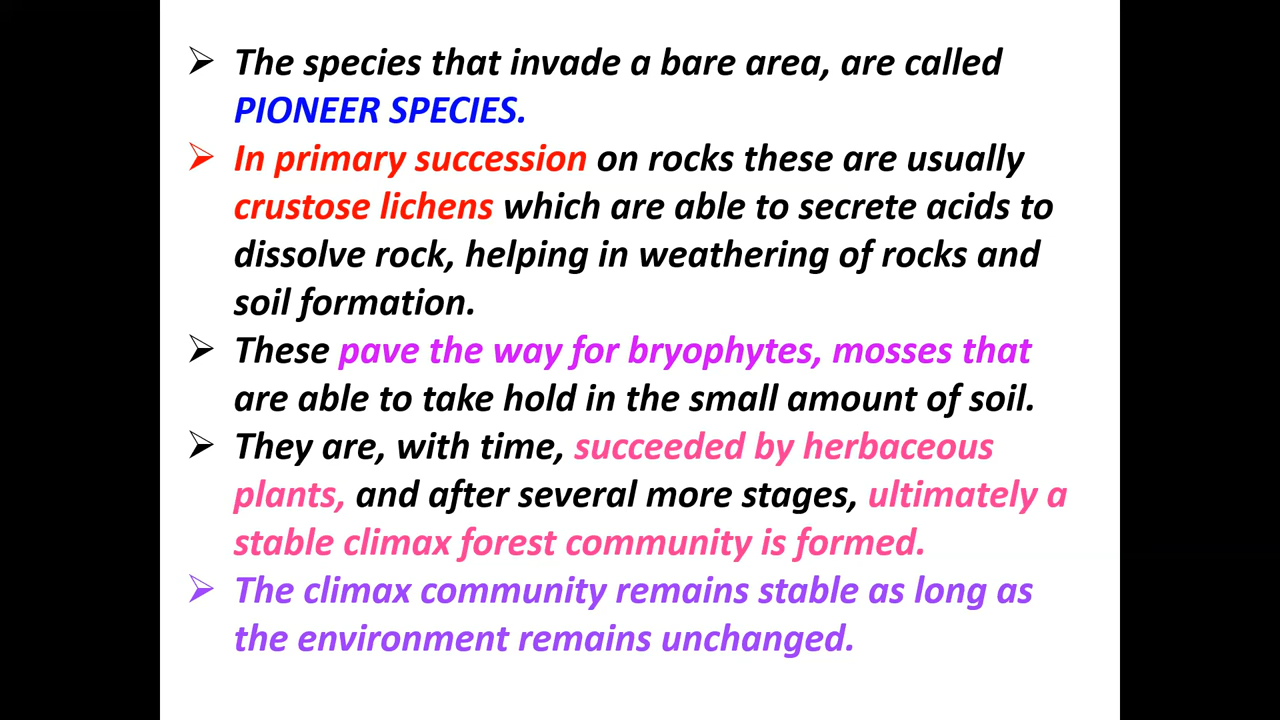 ➢ The species that invade a bare area, are called
PIONEER SPECIES.
➢ In primary succession on rocks these are usually
crustose lichens which are able to secrete acids to
dissolve rock, helping in weathering of rocks and
soil formation.
➢ These pave the way for bryophytes, mosses that
are able to take hold in the small amount of soil.
➢ They are, with time, succeeded by herbaceous
plants, and after several more stages, ultimately a
stable climax forest community is formed.
➢ The climax community remains stable as long as
the environment remains unchanged.